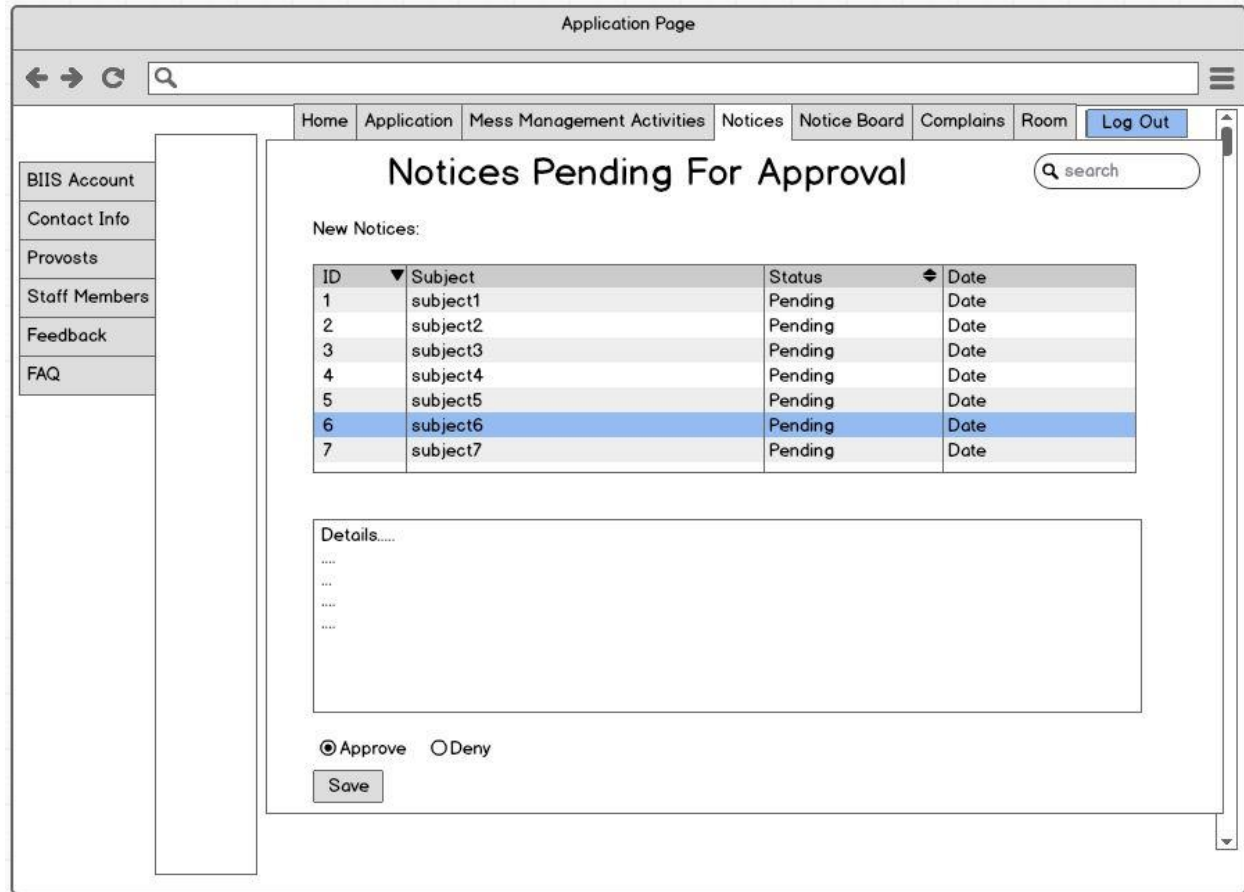 Application Page
Home Application Mess Management Activities Notices Notice Board Complains Room Log Out
BIIS Account
Contact Info
Provosts
Staff Members
Feedback
FAQ
Notices Pending For Approval
search
New Notices:
ID Subject Status Date
1 subject1 Pending Date
2 subject2 Pending Date
3 subject3 Pending Date
4 subject4 Pending Date
5 subject5 Pending Date
6 subject6 Pending Date
7 subject7 Pending Date
Details.....
....
...
....
....
Approve Deny
Save